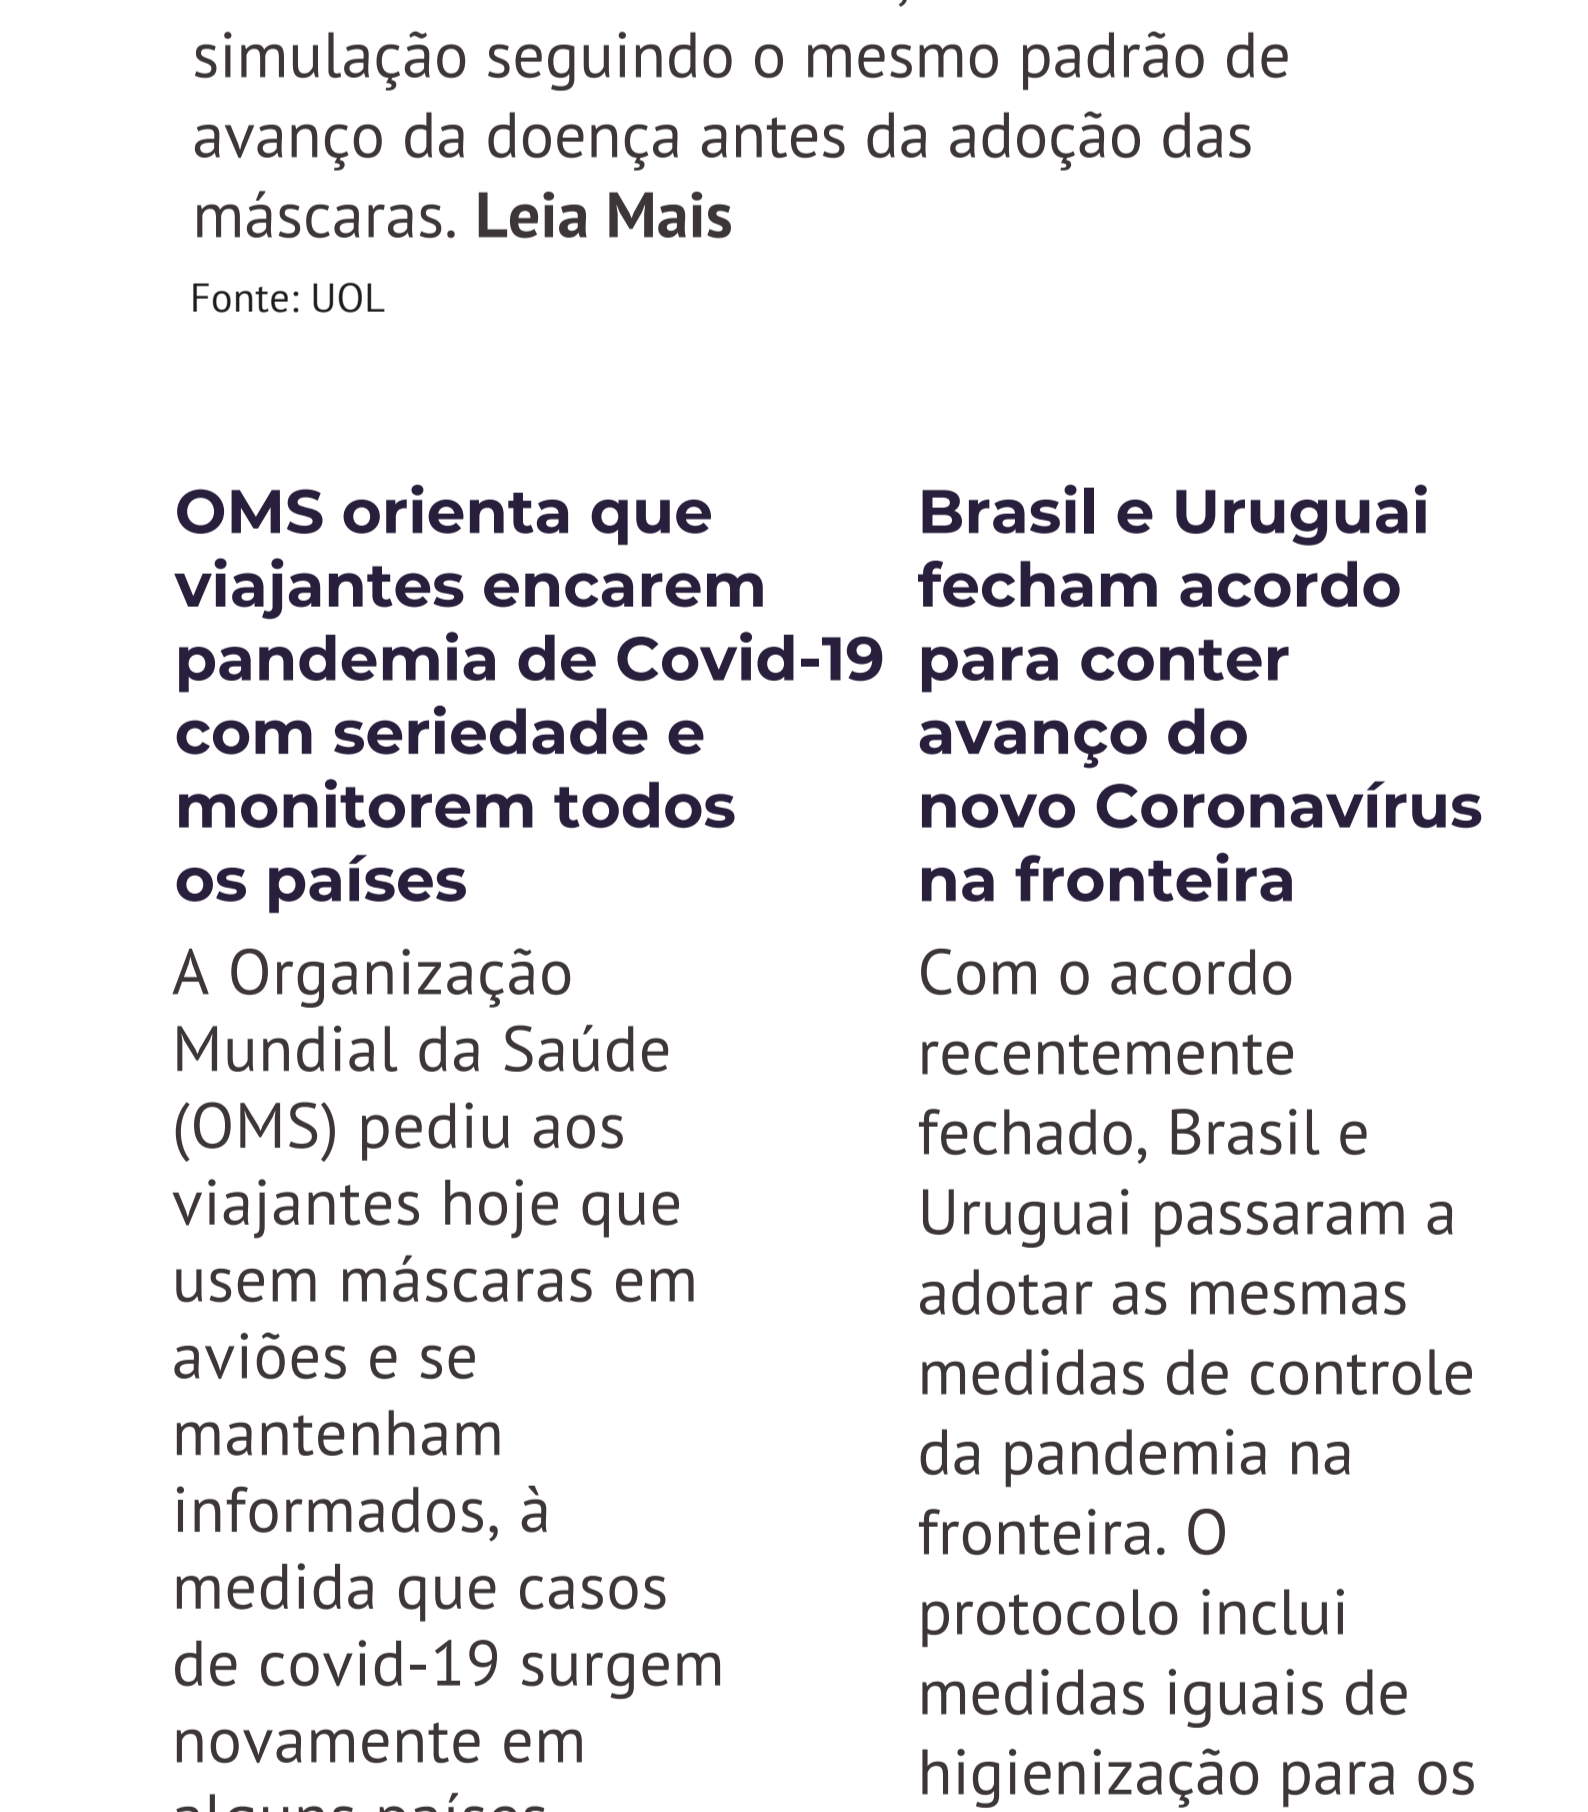 simulação seguindo o mesmo padrão de
avanço da doença antes da adoção das
máscaras. Leia Mais
Fonte: UOL
OMS orienta que
viajantes encarem
pandemia de Covid-19
com seriedade e
monitorem todos
os países
A Organização
Mundial da Saúde
(OMS) pediu aos
viajantes hoje que
usem máscaras em
aviões e se
mantenham
informados, à
medida que casos
de covid-19 surgem
novamente em
alguns países
Brasil e Uruguai
fecham acordo
para conter
avanço do
novo Coronavírus
na fronteira
Com o acordo
recentemente
fechado, Brasil e
Uruguai passaram a
adotar as mesmas
medidas de controle
da pandemia na
fronteira. O
protocolo inclui
medidas iguais de
higienização para os